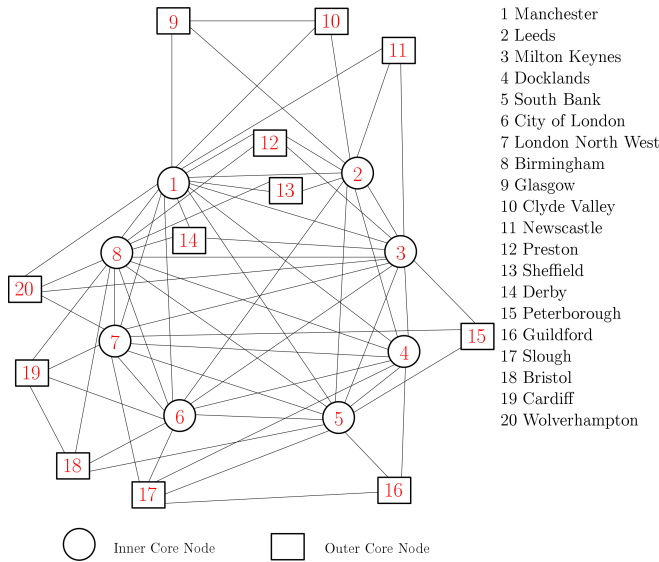 9
10
11
12
1
2
13
14
8
3
20
7
15
4
19
6
5
18
17
16
1 Manchester
2 Leeds
3 Milton Keynes
4 Docklands
5 South Bank
6 City of London
7 London North West
8 Birmingham
9 Glasgow
10 Clyde Valley
11 Newscastle
12 Preston
13 Sheffield
14 Derby
15 Peterborough
16 Guildford
17 Slough
18 Bristol
19 Cardiff
20 Wolverhampton
Inner Core Node
Outer Core Node